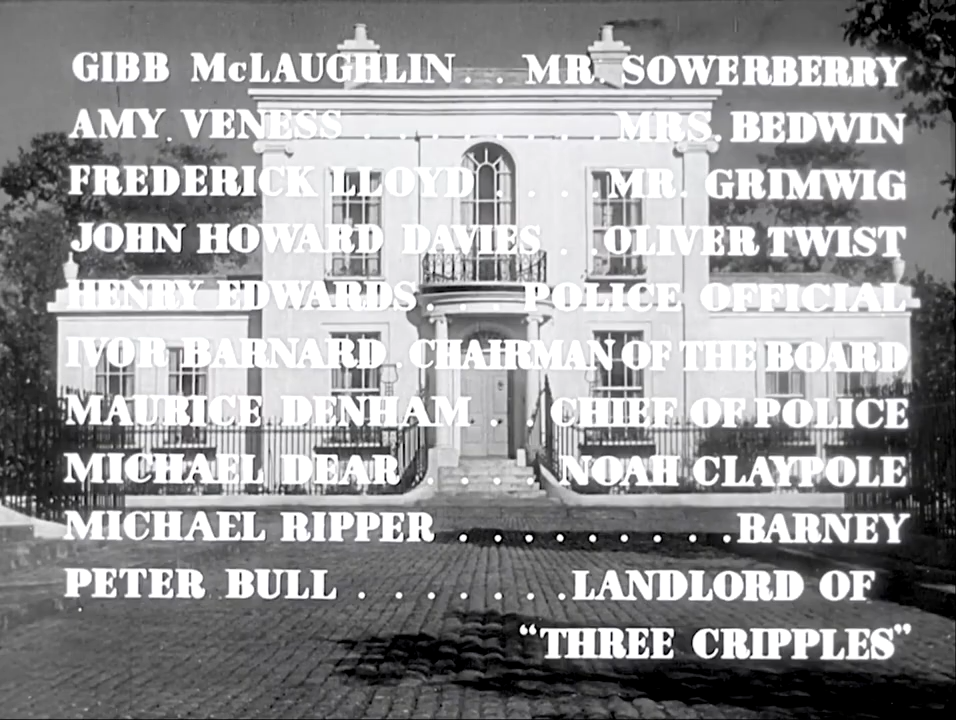 GIBB McLAUGHLIN . . MR. SOWERBERRY
AMY VENESS . . . . . . . . MRS. BEDWIN
FREDERICK LLOYD . . . . MR. GRIMWIG
JOHN HOWARD DAVIES . . OLIVER TWIST
HENRY EDWARDS . . . POLICE OFFICIAL
IVOR BARNARD . CHAIRMAN OF THE BOARD
MAURICE DENHAM . . CHIEF OF POLICE
MICHAEL DEAR . . . . NOAH CLAYPOLE
MICHAEL RIPPER . . . . . . . . . BARNEY
PETER BULL . . . . . . . LANDLORD OF
“THREE CRIPPLES”